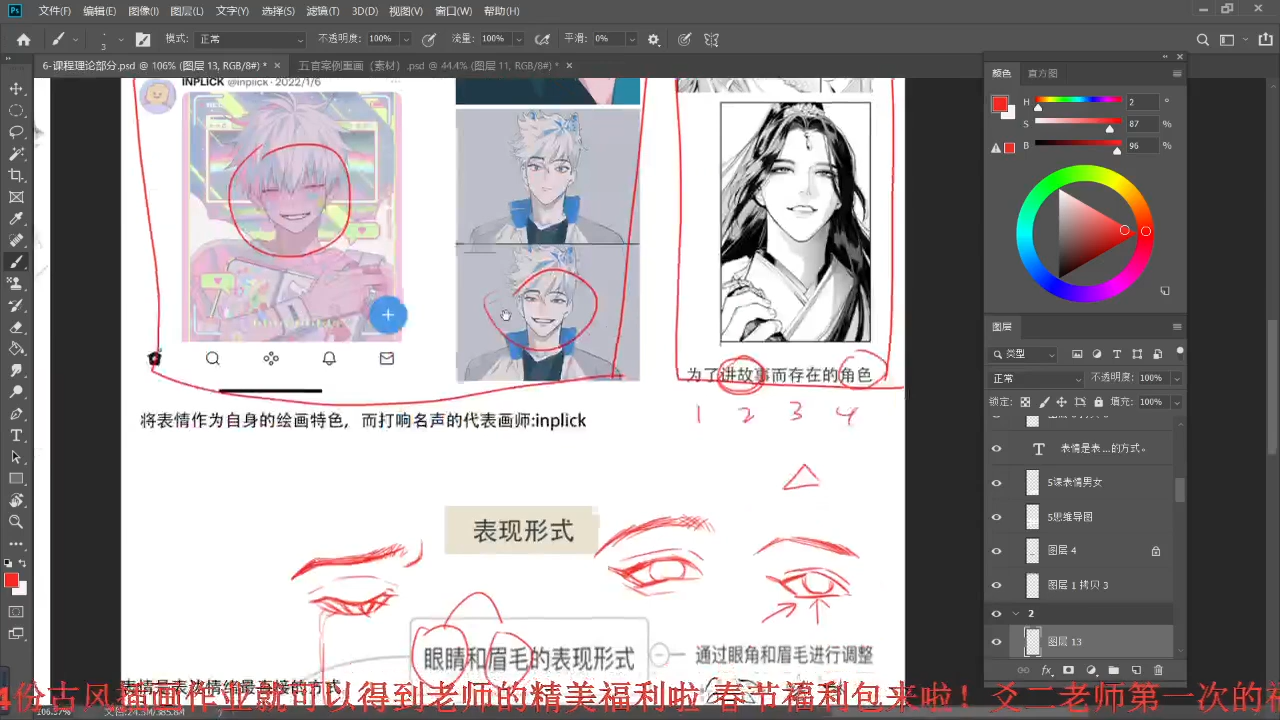 Ps 文件(F) 编辑(E) 图像(I) 图层(L) 文字(Y) 选择(S) 滤镜(T) 3D(D) 视图(V) 窗口(W) 帮助(H)
3 模式: 正常 不透明度: 100% 流量: 100% 平滑: 0%
6-课程理论部分.psd @ 106% (图层 13, RGB/8#) * × 五官案例重画（素材）.psd @ 44.4% (图层 11, RGB/8#) * ×
颜色 直方图
H 2 °
S 87 %
B 96 %
INPLICK @inplick · 2022/1/6
为了讲故事而存在的角色
1 2 3 4
将表情作为自身的绘画特色，而打响名声的代表画师:inplick
表现形式
眼睛和眉毛的表现形式
通过眼角和眉毛进行调整
图层
类型
正常 不透明度: 100%
锁定: 填充: 100%
T 表情是表...的方式。
5课表情男女
5思维导图
图层 4
图层 1 拷贝 3
2
图层 13
份古风插画作业就可以得到老师的精美福利啦 春节福利包来啦！爻二老师第一次的